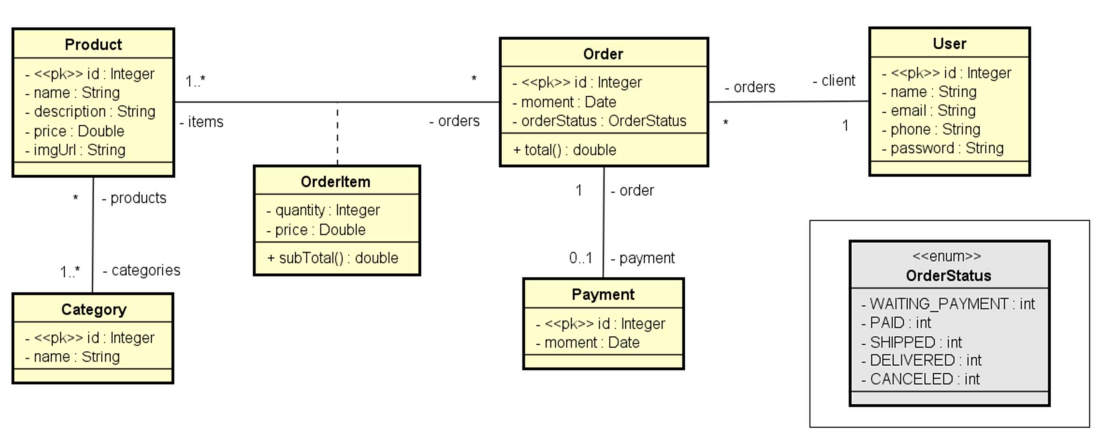 Product
- <<pk>> id : Integer
- name : String
- description : String
- price : Double
- imgUrl : String
1..*
- items
*
- orders
Order
- <<pk>> id : Integer
- moment : Date
- orderStatus : OrderStatus
+ total() : double
- orders
*
- client
1
User
- <<pk>> id : Integer
- name : String
- email : String
- phone : String
- password : String
OrderItem
- quantity : Integer
- price : Double
+ subTotal() : double
* - products
1..* - categories
Category
- <<pk>> id : Integer
- name : String
1 - order
0..1 - payment
Payment
- <<pk>> id : Integer
- moment : Date
<<enum>>
OrderStatus
- WAITING_PAYMENT : int
- PAID : int
- SHIPPED : int
- DELIVERED : int
- CANCELED : int